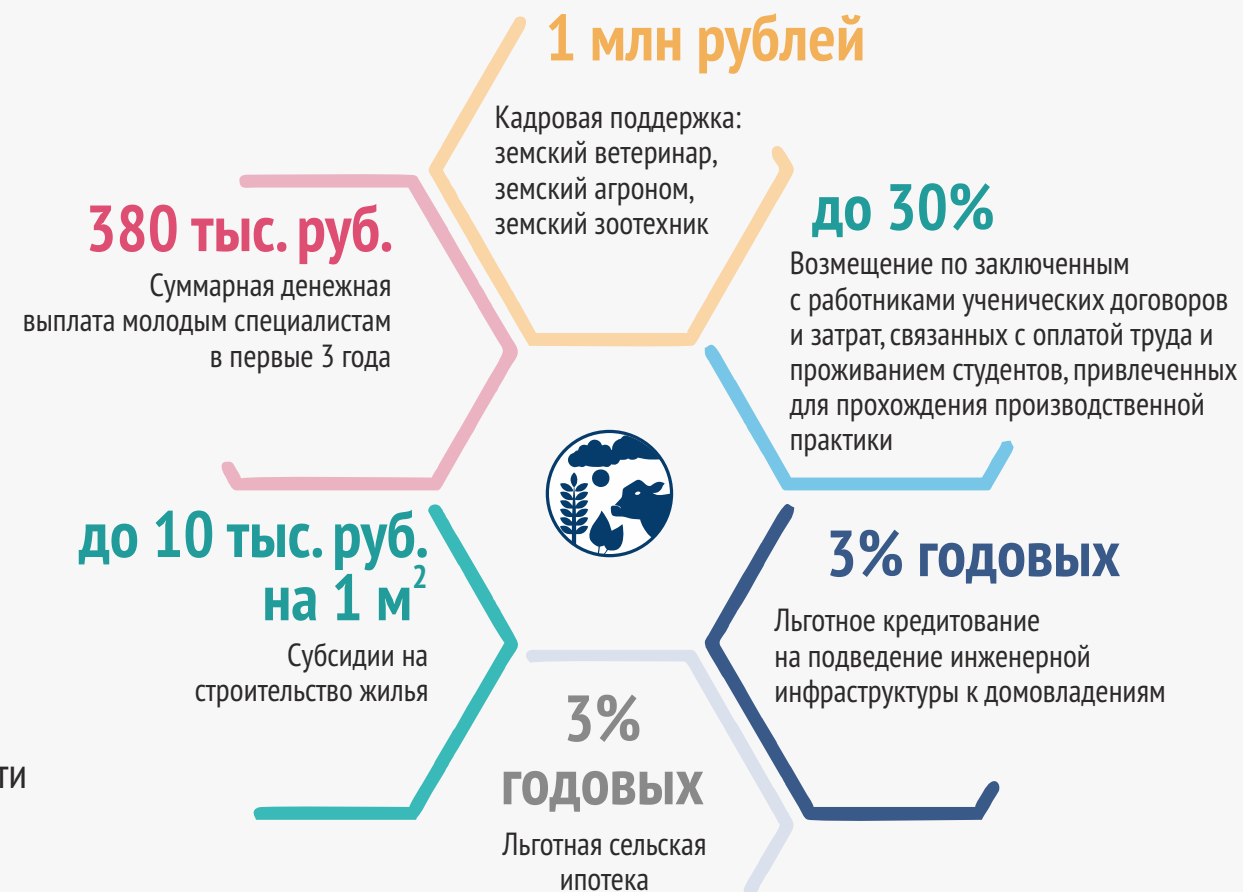 1 млн рублей
Кадровая поддержка:
земский ветеринар,
земский агроном,
земский зоотехник
380 тыс. руб.
Суммарная денежная
выплата молодым специалистам
в первые 3 года
до 30%
Возмещение по заключенным
с работниками ученических договоров
и затрат, связанных с оплатой труда и
проживанием студентов, привлеченных
для прохождения производственной
практики
до 10 тыс. руб.
на 1 м²
Субсидии на
строительство жилья
3% годовых
Льготное кредитование
на подведение инженерной
инфраструктуры к домовладениям
3%
годовых
Льготная сельская
ипотека